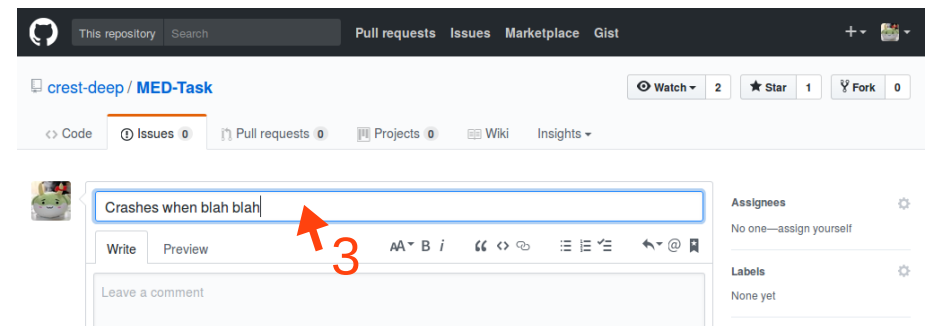 This repository Search Pull requests Issues Marketplace Gist
crest-deep / MED-Task Watch 2 Star 1 Fork 0
Code Issues 0 Pull requests 0 Projects 0 Wiki Insights
Crashes when blah blah
3
Write Preview AA B i “ <> @
Leave a comment
Assignees
No one—assign yourself
Labels
None yet